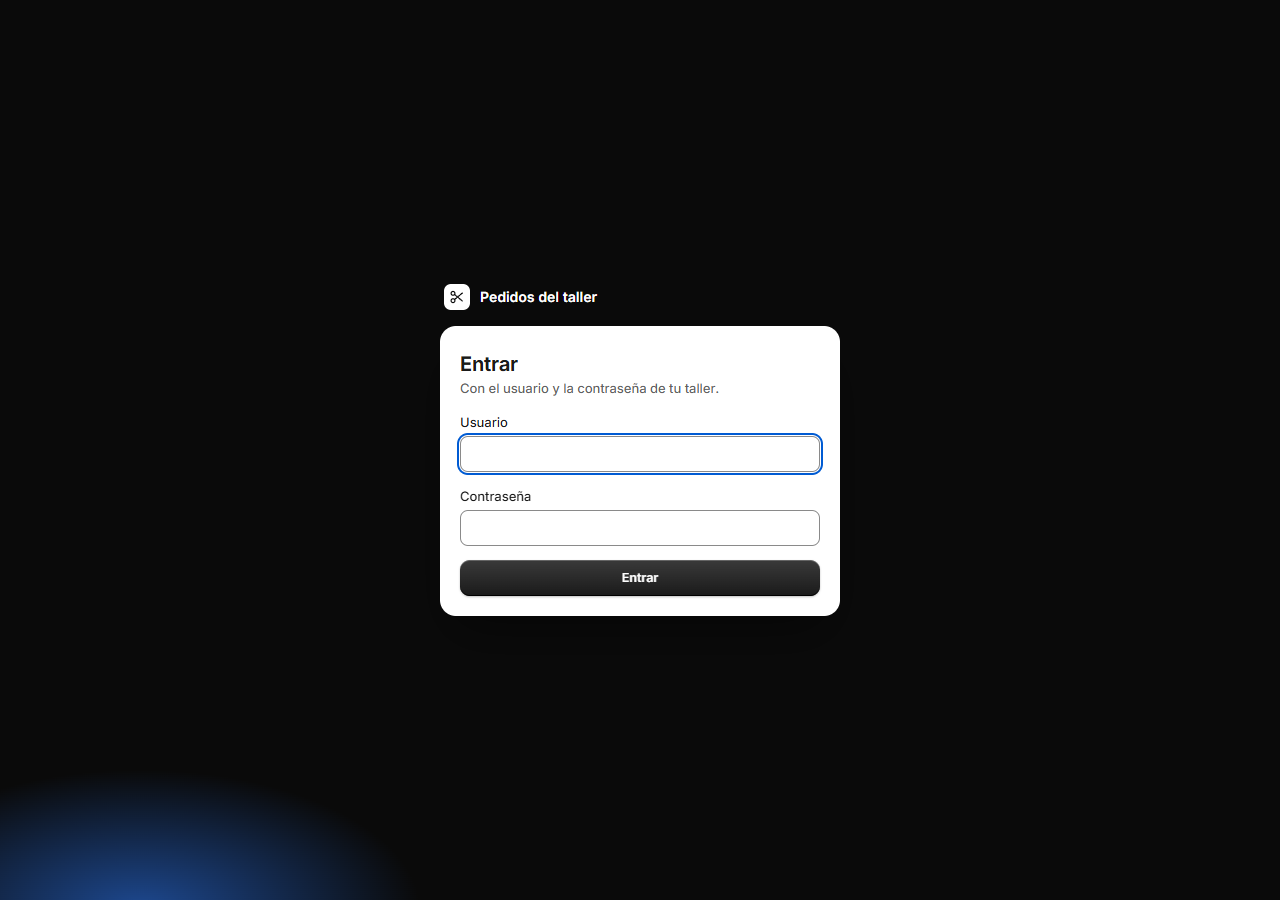 Pedidos del taller
Entrar
Con el usuario y la contraseña de tu taller.
Usuario
Contraseña
Entrar